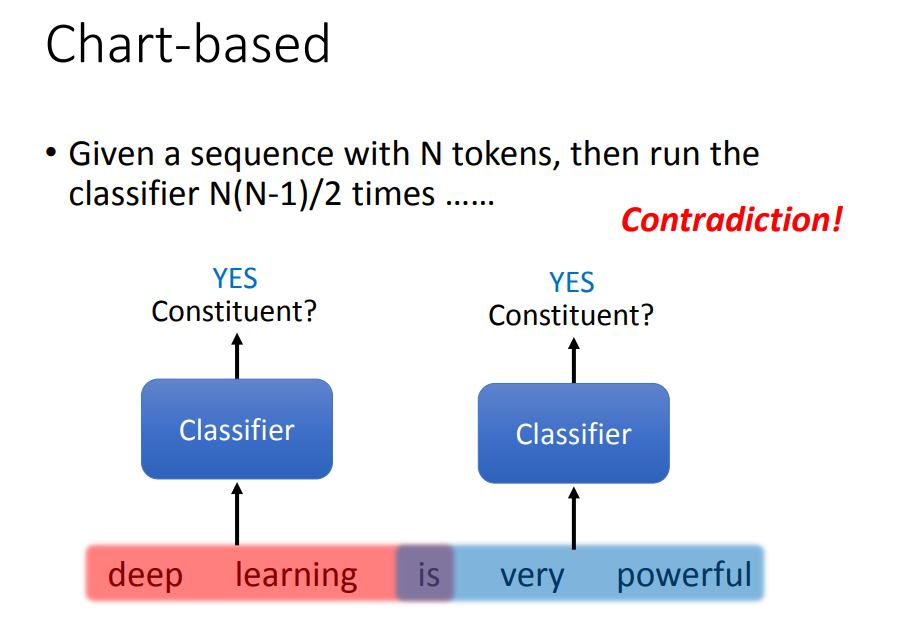 Chart-based
• Given a sequence with N tokens, then run the
classifier N(N-1)/2 times ......
Contradiction!
YES
Constituent?
YES
Constituent?
Classifier
Classifier
deep learning is very powerful